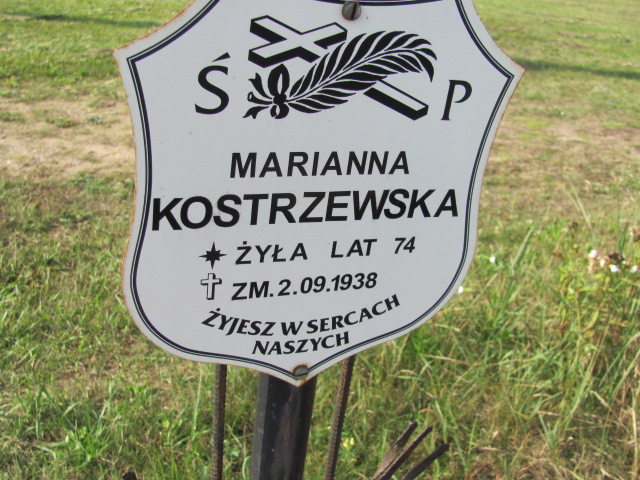 Ś P
MARIANNA
KOSTRZEWSKA
ŻYŁA LAT 74
ZM. 2.09.1938
ŻYJESZ W SERCACH
NASZYCH